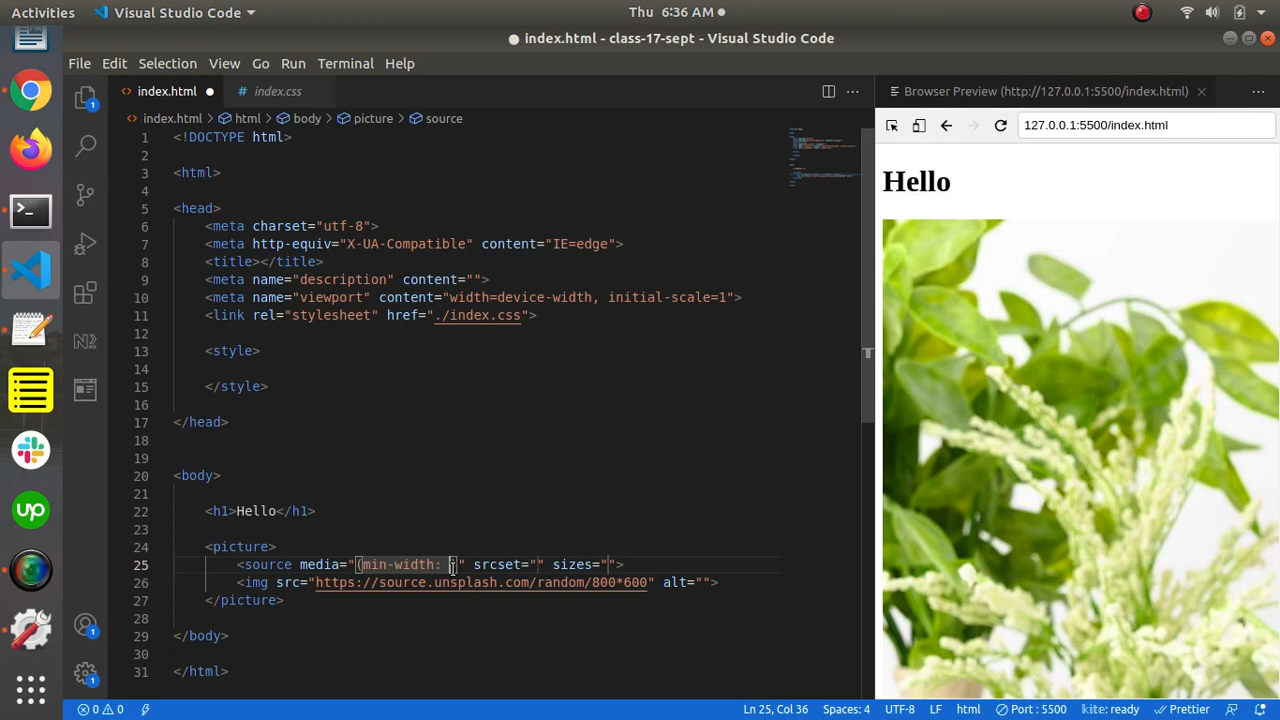 Activities
Visual Studio Code
Thu 6:36 AM
index.html - class-17-sept - Visual Studio Code
File Edit Selection View Go Run Terminal Help
index.html
# index.css
Browser Preview (http://127.0.0.1:5500/index.html)
index.html > html > body > picture > source
127.0.0.1:5500/index.html
1 <!DOCTYPE html>
2
3 <html>
4
5 <head>
6 <meta charset="utf-8">
7 <meta http-equiv="X-UA-Compatible" content="IE=edge">
8 <title></title>
9 <meta name="description" content="">
10 <meta name="viewport" content="width=device-width, initial-scale=1">
11 <link rel="stylesheet" href="./index.css">
12
13 <style>
14
15 </style>
16
17 </head>
18
19
20 <body>
21
22 <h1>Hello</h1>
23
24 <picture>
25 <source media="(min-width: )" srcset="" sizes="">
26 <img src="https://source.unsplash.com/random/800*600" alt="">
27 </picture>
28
29 </body>
30
31 </html>
Hello
0 0
Ln 25, Col 36
Spaces: 4
UTF-8
LF
html
Port : 5500
kite: ready
Prettier